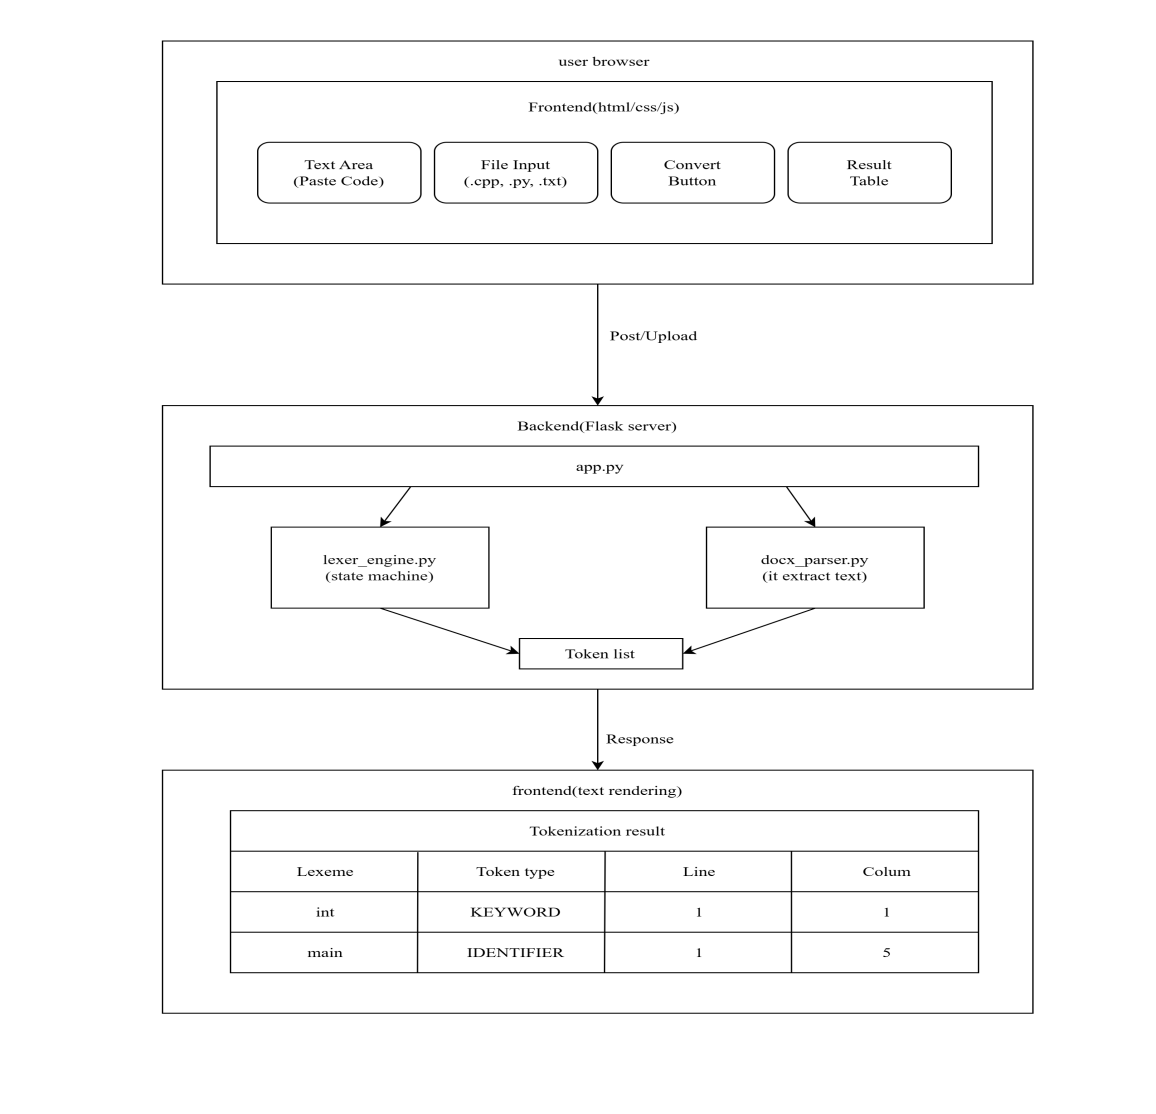 user browser
Frontend(html/css/js)
Text Area
(Paste Code)
File Input
(.cpp, .py, .txt)
Convert
Button
Result
Table
Post/Upload
Backend(Flask server)
app.py
lexer_engine.py
(state machine)
docx_parser.py
(it extract text)
Token list
Response
frontend(text rendering)
Tokenization result
Lexeme Token type Line Colum
int KEYWORD 1 1
main IDENTIFIER 1 5